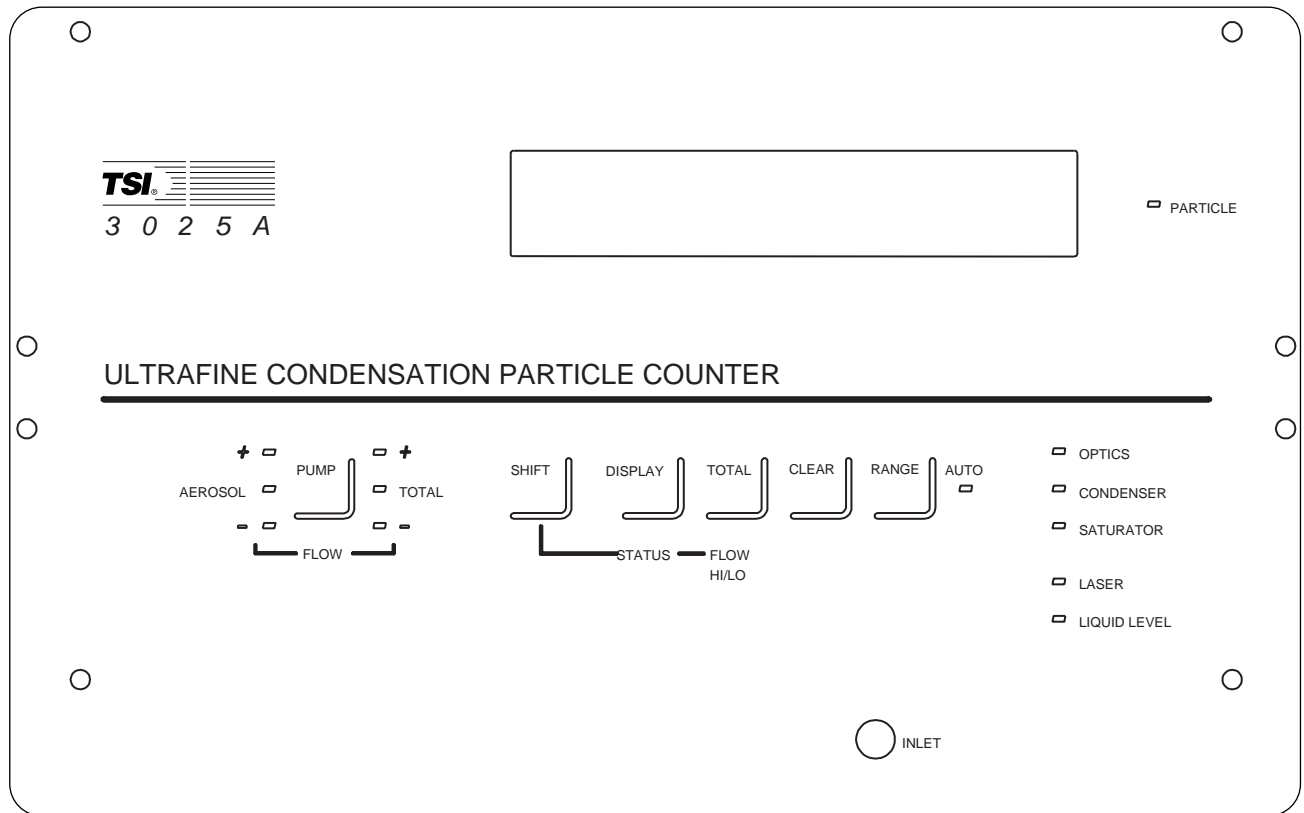 TSI®
3 0 2 5 A
PARTICLE
ULTRAFINE CONDENSATION PARTICLE COUNTER
+ +
PUMP
AEROSOL TOTAL
- -
FLOW
SHIFT DISPLAY TOTAL CLEAR RANGE AUTO
STATUS FLOW
HI/LO
OPTICS
CONDENSER
SATURATOR
LASER
LIQUID LEVEL
INLET